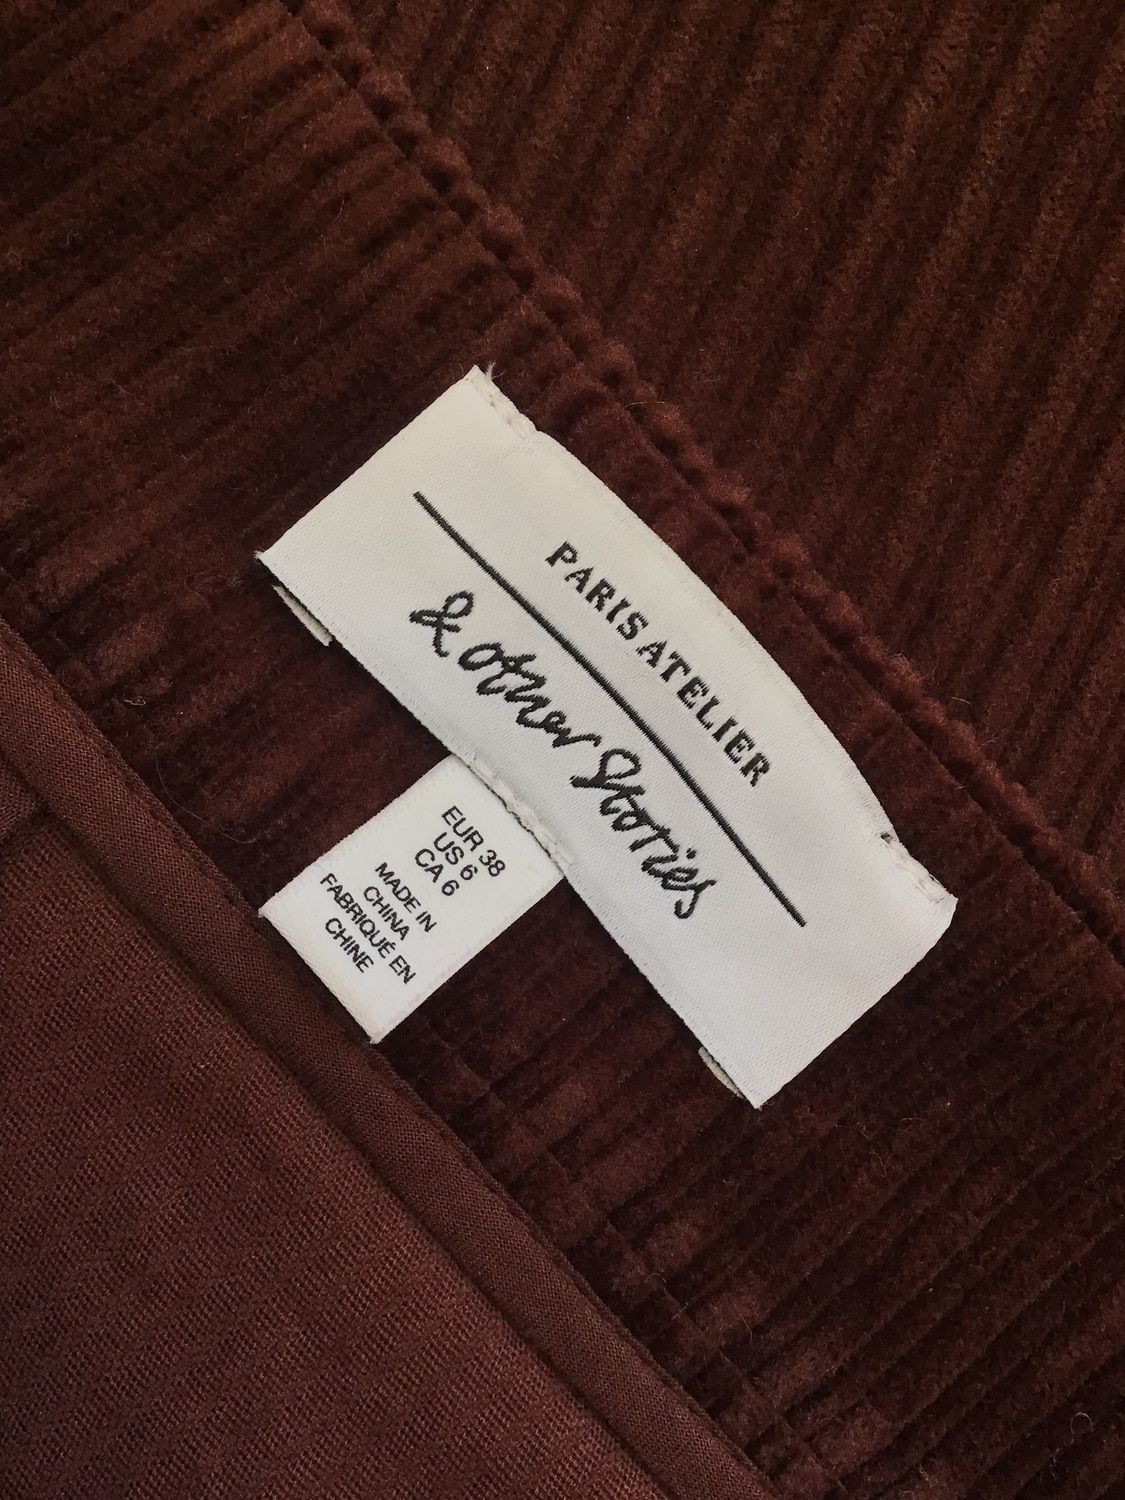 PARIS ATELIER
& Other Stories
EUR 38
US 6
CA 6
MADE IN
CHINA
FABRIQUÉ EN
CHINE